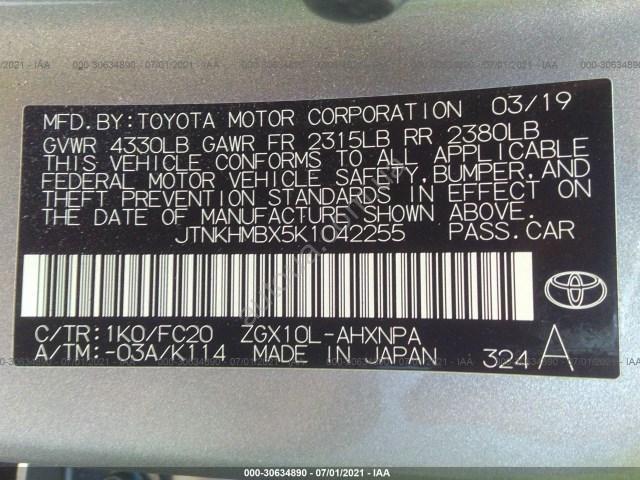 MFD.BY:TOYOTA MOTOR CORPORATION 03/19
GVWR 4330LB GAWR FR 2315LB RR 2380LB
THIS VEHICLE CONFORMS TO ALL APPLICABLE
FEDERAL MOTOR VEHICLE SAFETY,BUMPER,AND
THEFT PREVENTION STANDARDS IN EFFECT ON
THE DATE OF MANUFACTURE SHOWN ABOVE.
JTNKHMBX5K1042255 PASS.CAR
TOYOTA
C/TR:1K0/FC20 ZGX10L-AHXNPA
A/TM:-03A/K114 MADE IN JAPAN 324 A
000-30634890 - 07/01/2021 - IAA